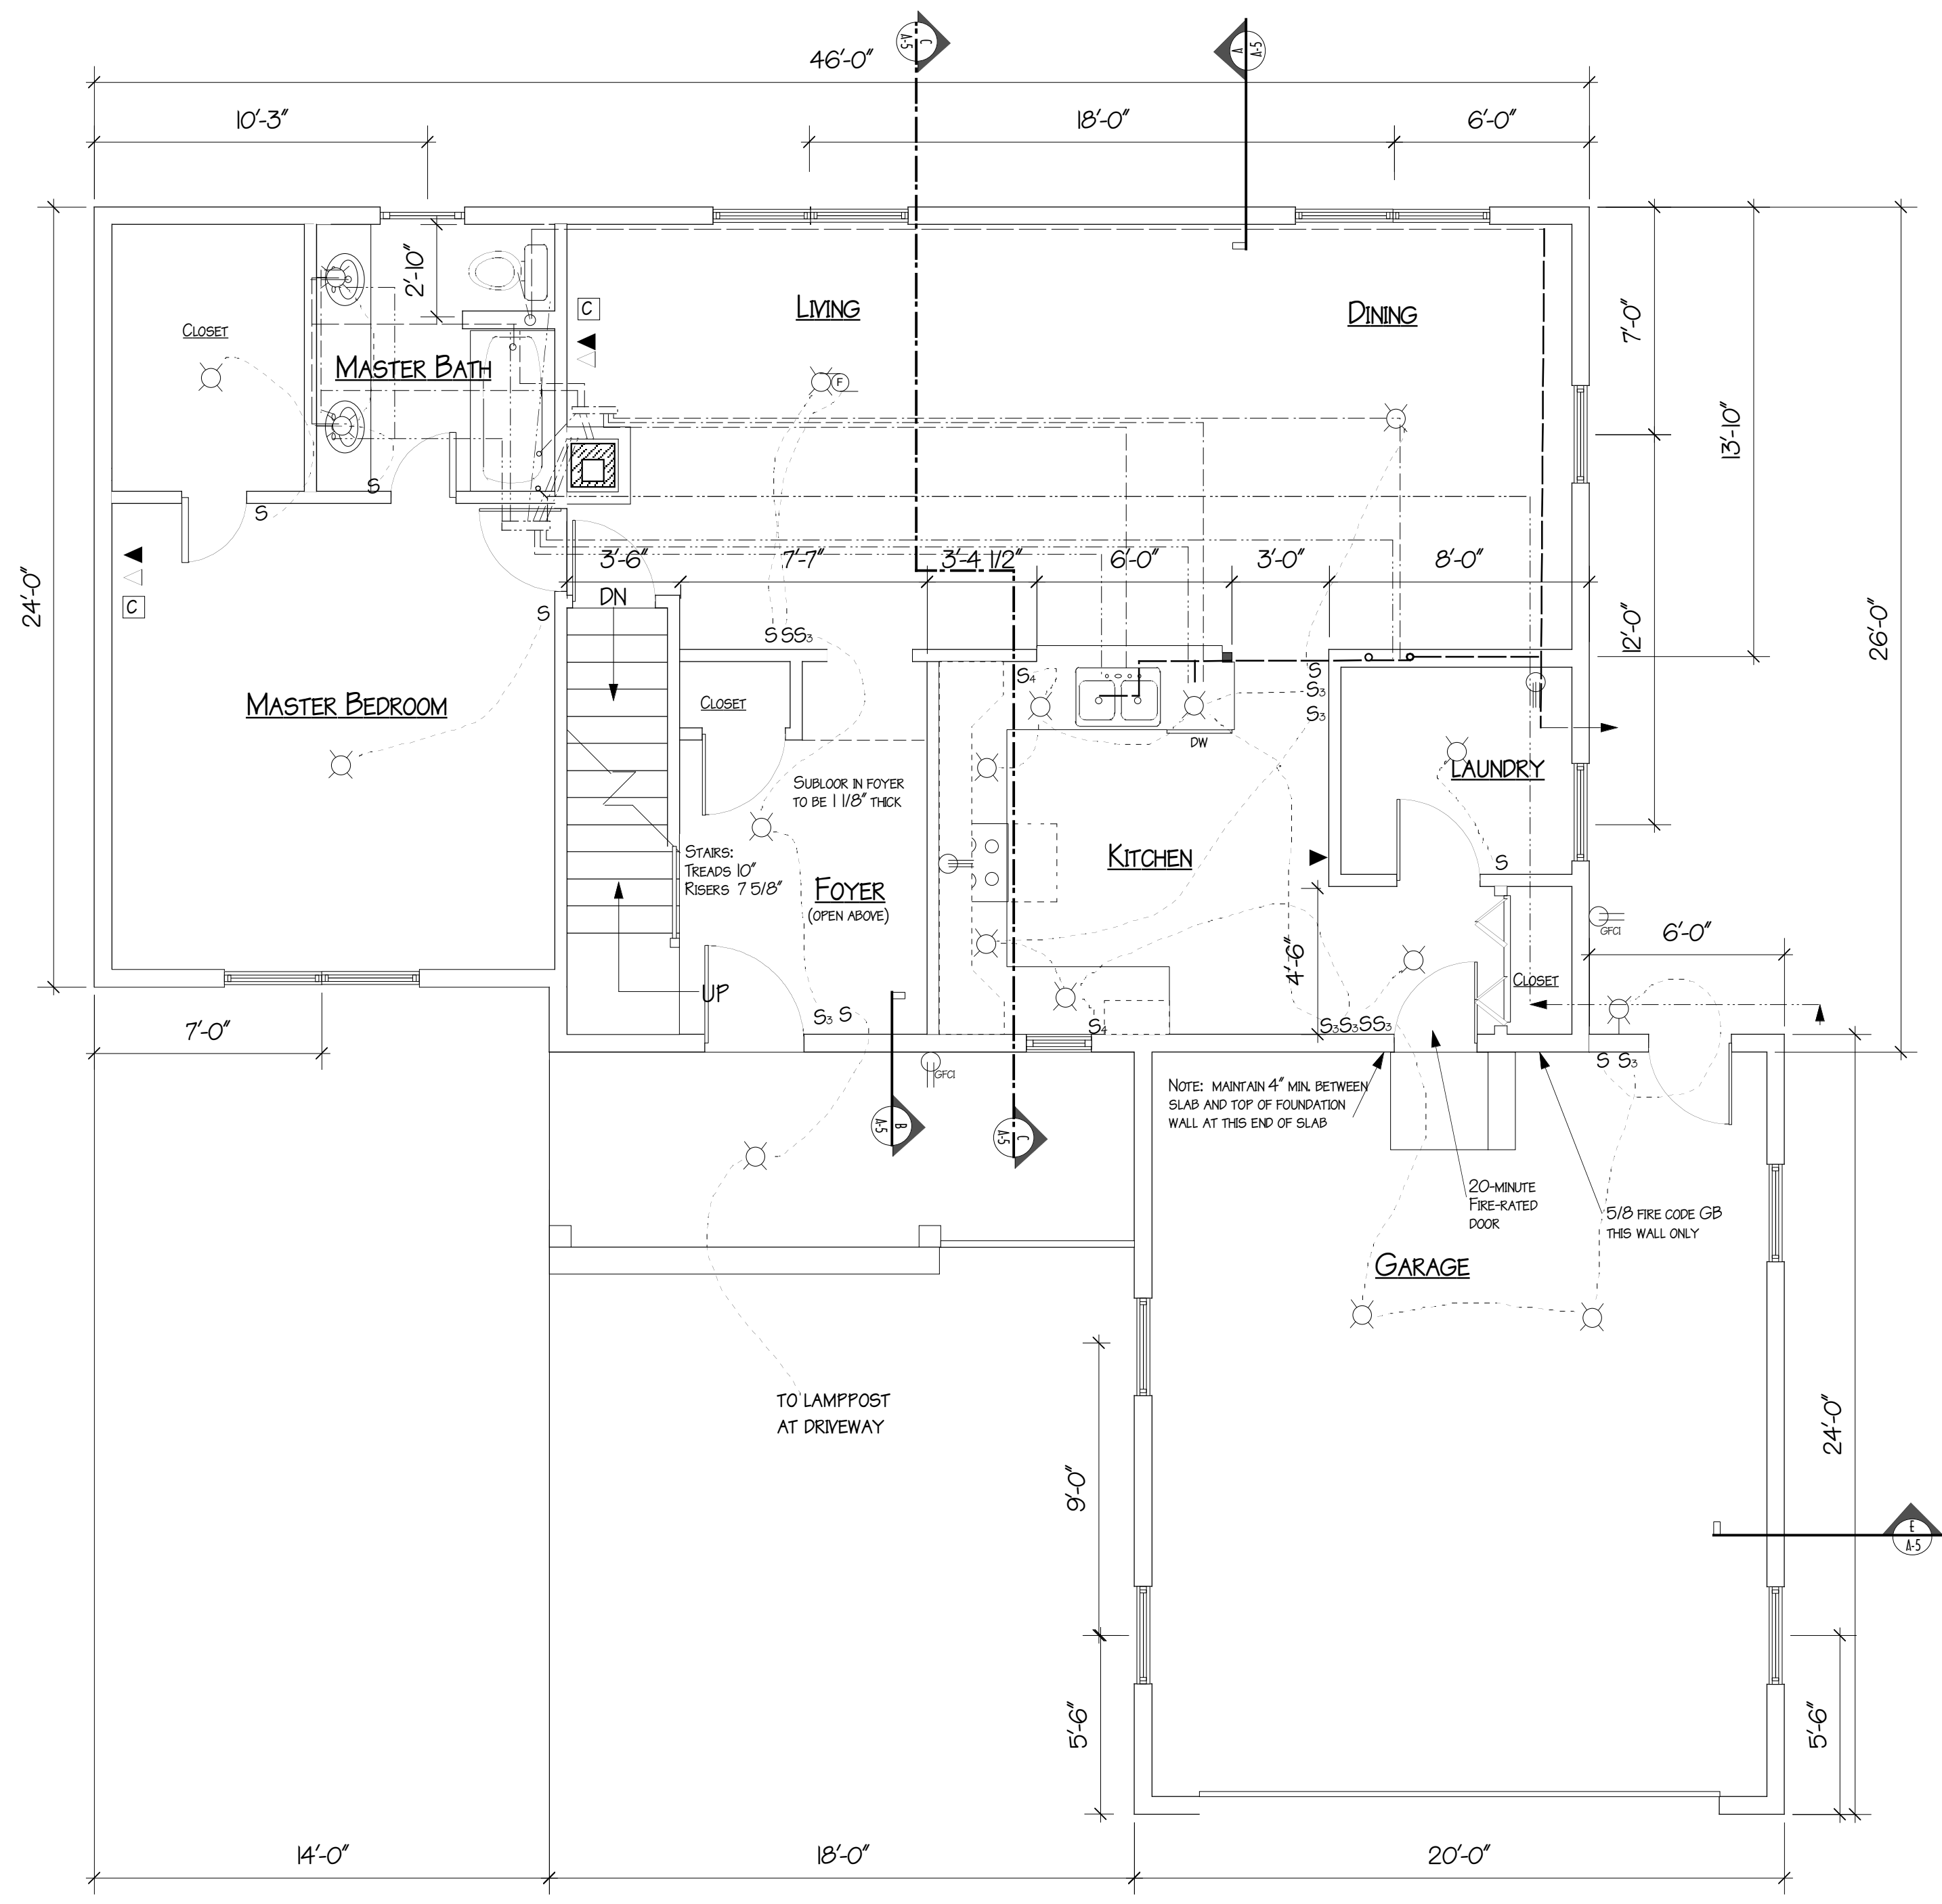 C
A-5
A
A-5
46'-0"
10'-3"
18'-0"
6'-0"
2'-10"
C
LIVING
DINING
CLOSET
MASTER BATH
F
7'-0"
13'-10"
S
S
24'-0"
C
S
3'-6"
7'-7"
3'-4 1/2"
6'-0"
3'-0"
8'-0"
DN
12'-0"
26'-0"
S SS3
S4
S
S3
S3
MASTER BEDROOM
CLOSET
DW
LAUNDRY
SUBLOOR IN FOYER
TO BE 1 1/8" THICK
STAIRS:
TREADS 10"
RISERS 7 5/8"
FOYER
(OPEN ABOVE)
KITCHEN
S
GFCI
6'-0"
4'-6"
CLOSET
UP
S3 S
S4
S3S3SS3
S S3
7'-0"
GFCI
NOTE: MAINTAIN 4" MIN. BETWEEN
SLAB AND TOP OF FOUNDATION
WALL AT THIS END OF SLAB
B
A-5
C
A-5
20-MINUTE
FIRE-RATED
DOOR
5/8 FIRE CODE GB
THIS WALL ONLY
GARAGE
TO LAMPPOST
AT DRIVEWAY
24'-0"
9'-0"
E
A-5
5'-6"
5'-6"
14'-0"
18'-0"
20'-0"